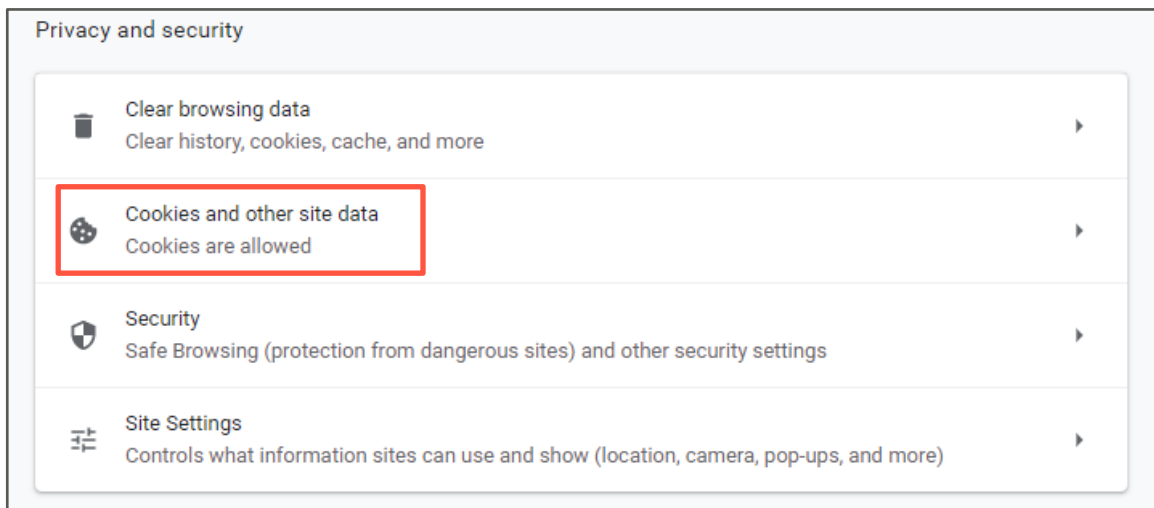 Privacy and security
Clear browsing data
Clear history, cookies, cache, and more
Cookies and other site data
Cookies are allowed
Security
Safe Browsing (protection from dangerous sites) and other security settings
Site Settings
Controls what information sites can use and show (location, camera, pop-ups, and more)